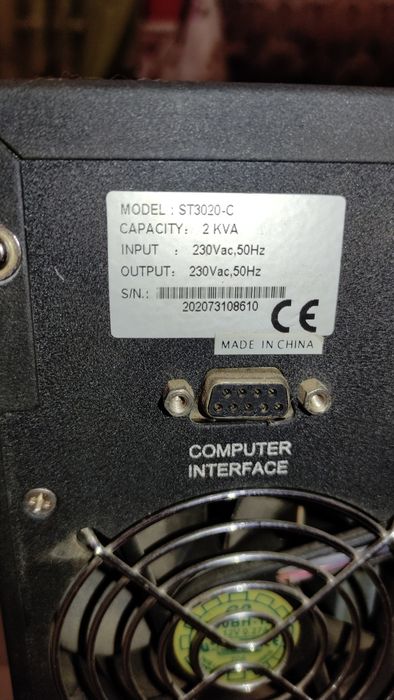 MODEL : ST3020-C
CAPACITY: 2 KVA
INPUT : 230Vac,50Hz
OUTPUT: 230Vac,50Hz
S/N.:
202073108610
CE
MADE IN CHINA
COMPUTER
INTERFACE